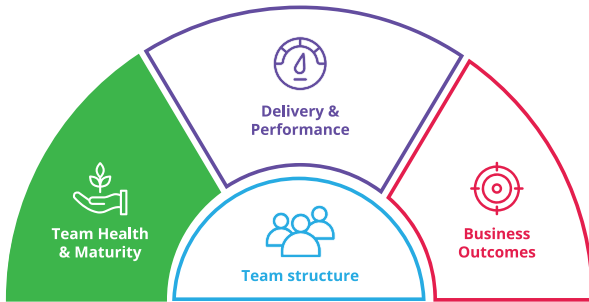 Delivery &
Performance
Team Health
& Maturity
Business
Outcomes
Team structure